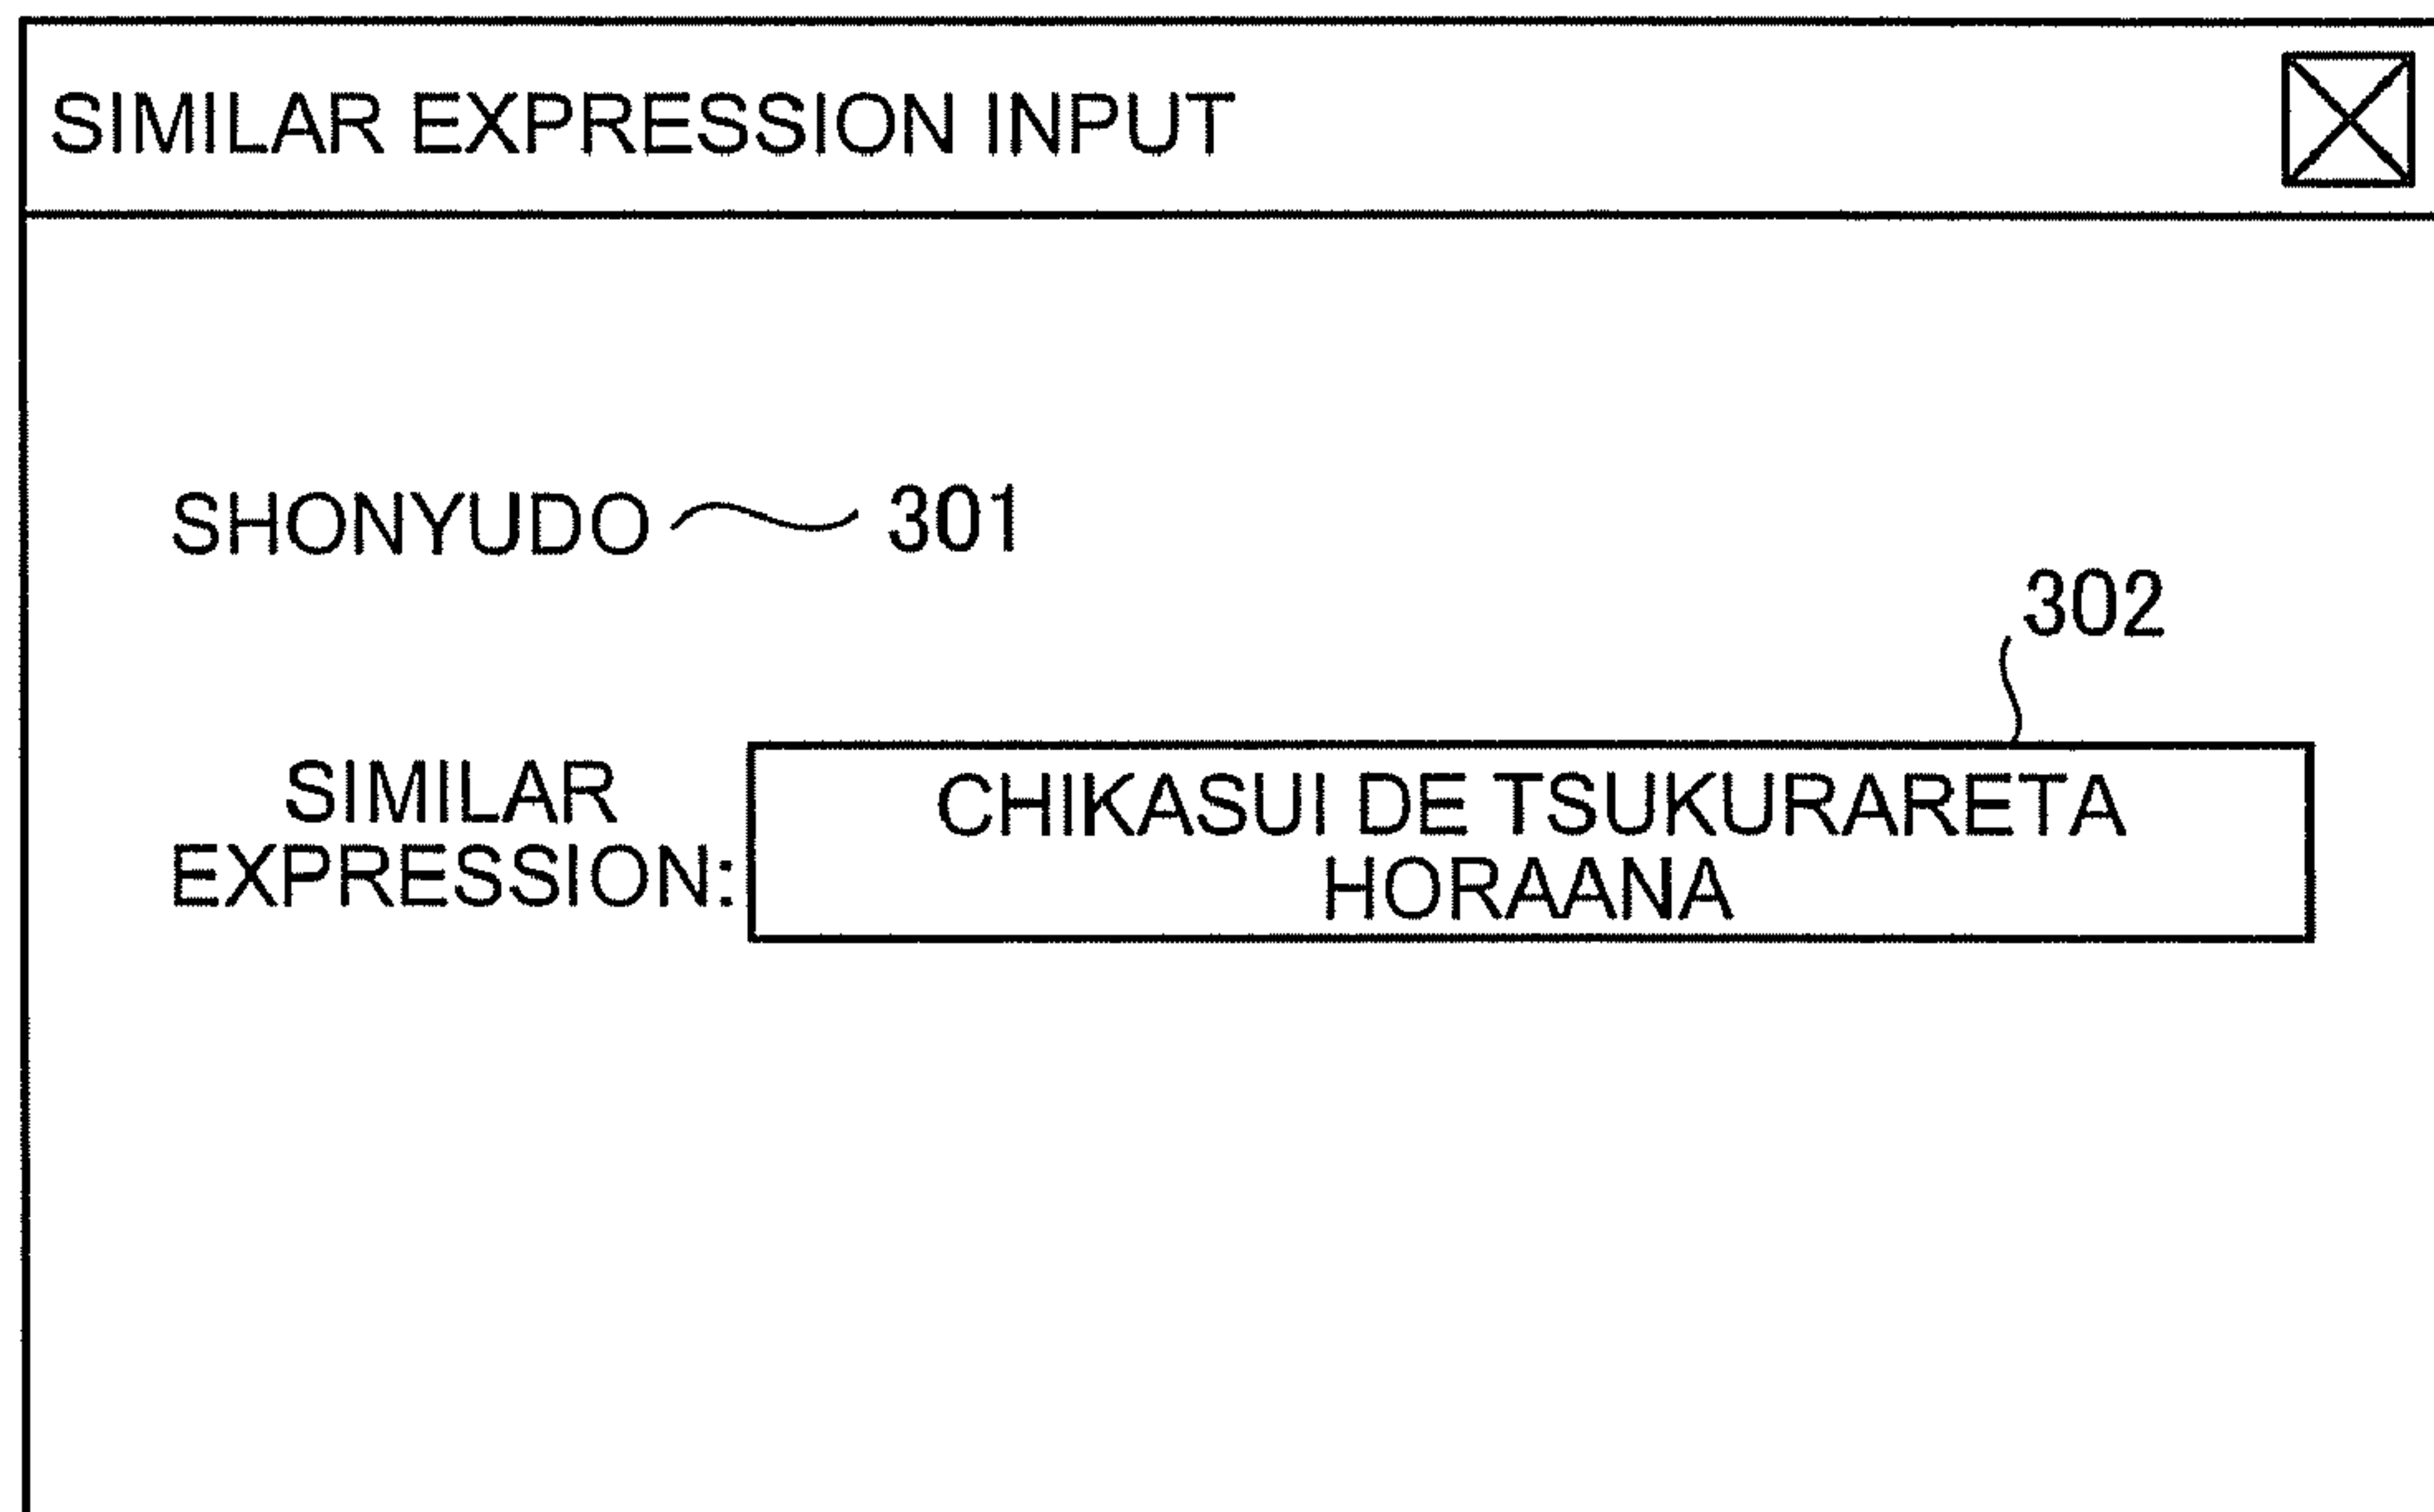 SIMILAR EXPRESSION INPUT
SHONYUDO 301
302
SIMILAR
EXPRESSION:
CHIKASUI DE TSUKURARETA
HORAANA